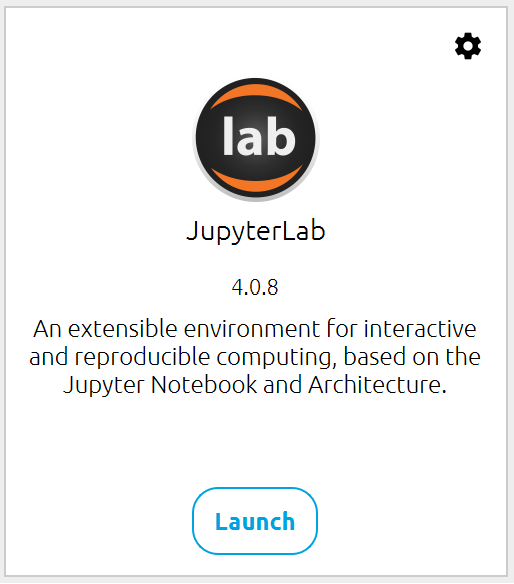 lab
JupyterLab
4.0.8
An extensible environment for interactive
and reproducible computing, based on the
Jupyter Notebook and Architecture.
Launch